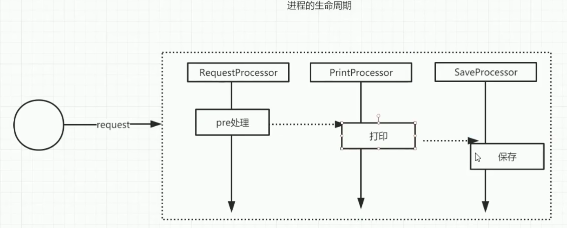 进程的生命周期
RequestProcessor
PrintProcessor
SaveProcessor
request
pre处理
打印
保存